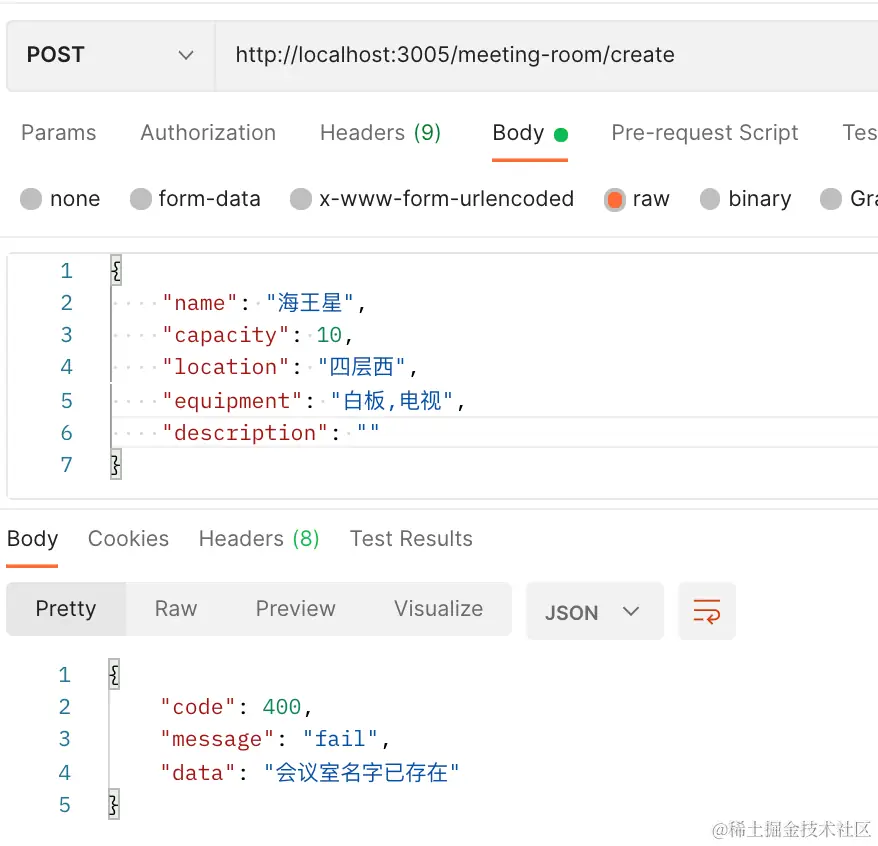 POST http://localhost:3005/meeting-room/create
Params Authorization Headers (9) Body Pre-request Script Tes
none form-data x-www-form-urlencoded raw binary Gra
1 {
2 "name": "海王星",
3 "capacity": 10,
4 "location": "四层西",
5 "equipment": "白板,电视",
6 "description": ""
7 }
Body Cookies Headers (8) Test Results
Pretty Raw Preview Visualize JSON
1 {
2 "code": 400,
3 "message": "fail",
4 "data": "会议室名字已存在"
5 }
@稀土掘金技术社区